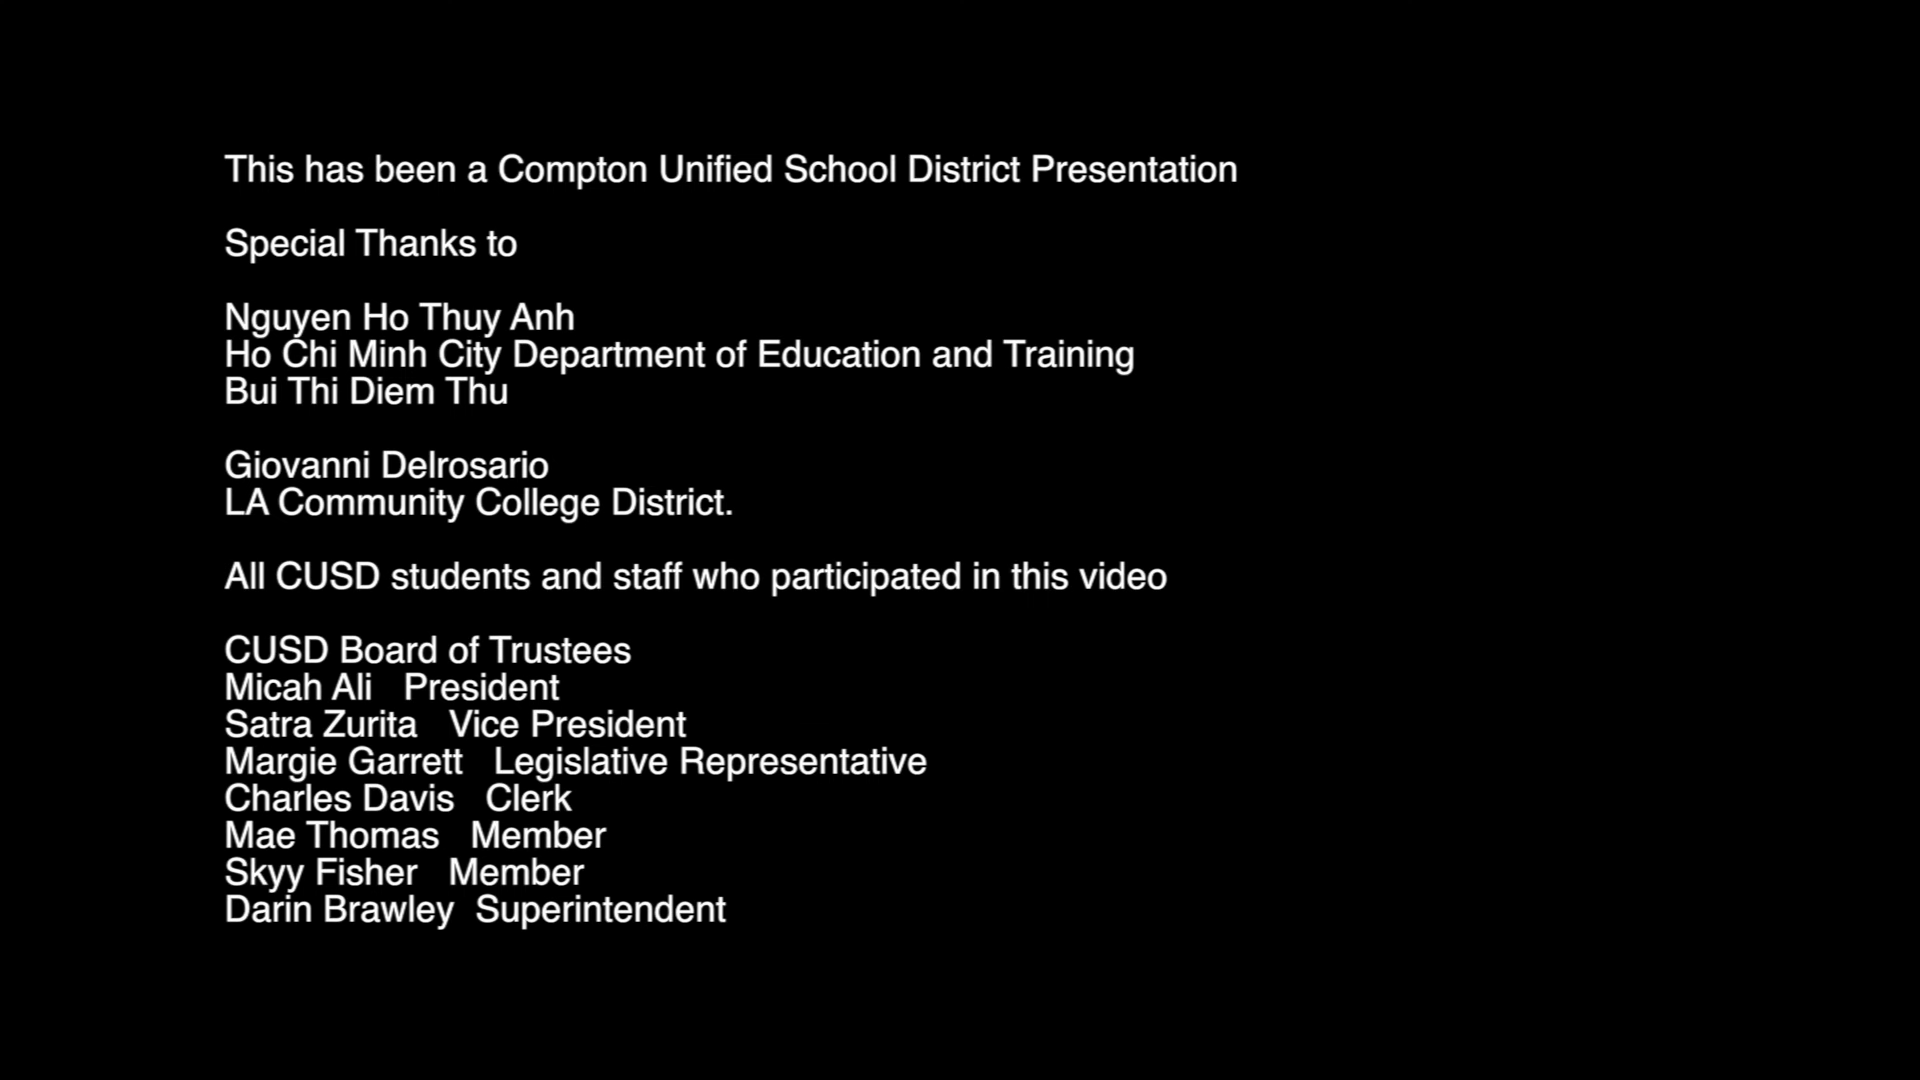 This has been a Compton Unified School District Presentation
Special Thanks to
Nguyen Ho Thuy Anh
Ho Chi Minh City Department of Education and Training
Bui Thi Diem Thu
Giovanni Delrosario
LA Community College District.
All CUSD students and staff who participated in this video
CUSD Board of Trustees
Micah Ali   President
Satra Zurita   Vice President
Margie Garrett   Legislative Representative
Charles Davis   Clerk
Mae Thomas   Member
Skyy Fisher   Member
Darin Brawley  Superintendent